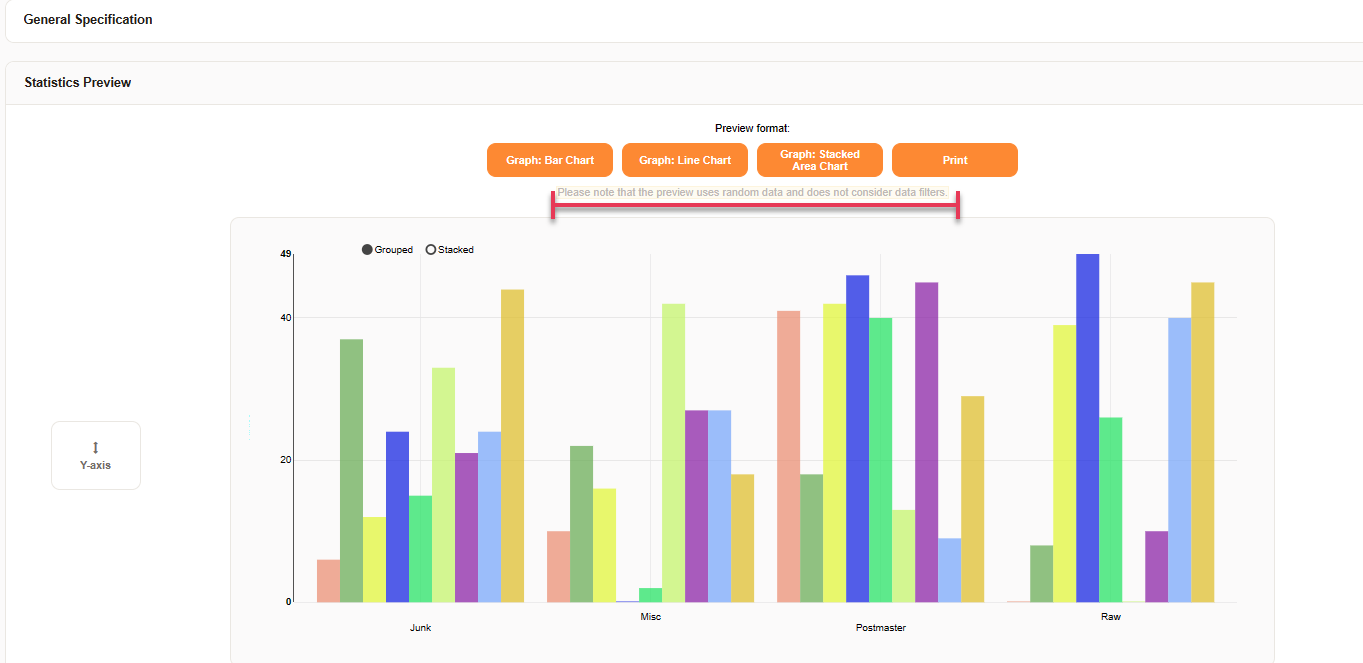 General Specification
Statistics Preview
Preview format:
Graph: Bar Chart
Graph: Line Chart
Graph: Stacked
Area Chart
Print
Please note that the preview uses random data and does not consider data filters.
Grouped
Stacked
49
40
20
0
Y-axis
Junk
Misc
Postmaster
Raw